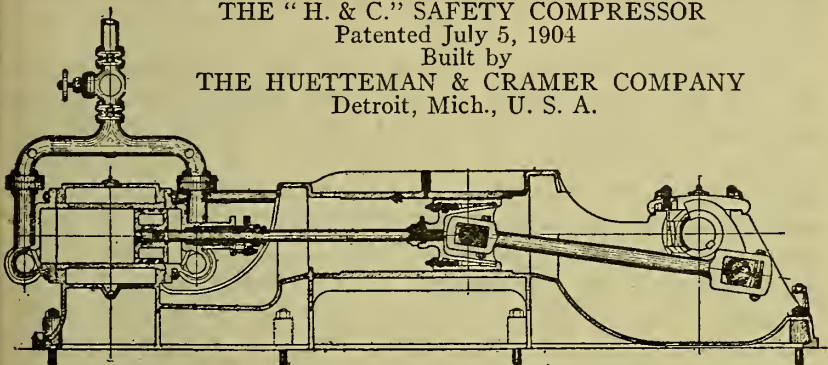 THE "H. & C." SAFETY COMPRESSOR
Patented July 5, 1904
Built by
THE HUETTEMAN & CRAMER COMPANY
Detroit, Mich., U. S. A.